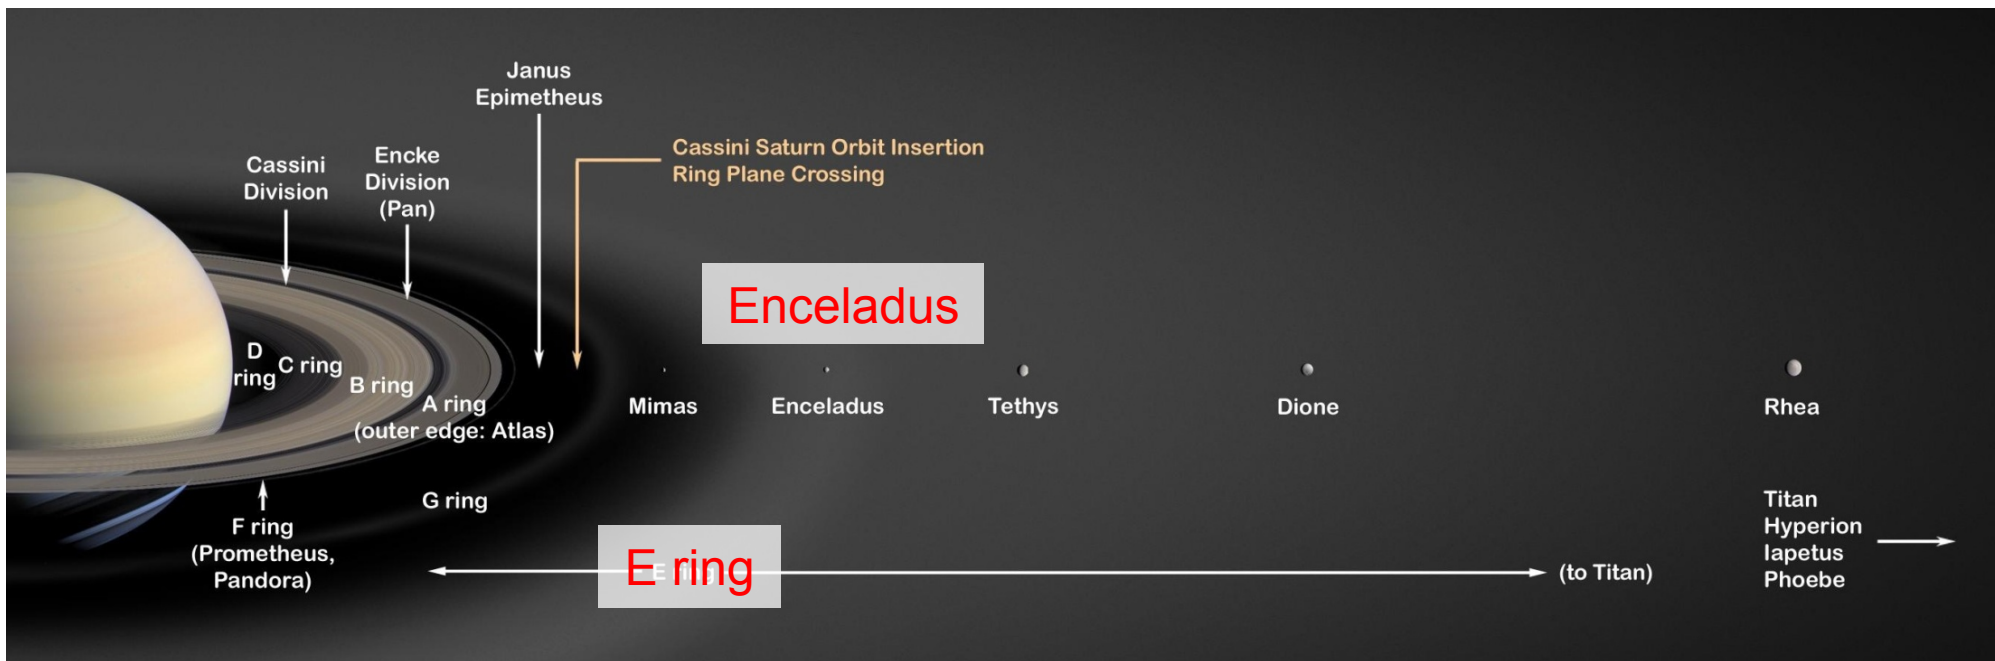 Janus
Epimetheus
Cassini Saturn Orbit Insertion
Ring Plane Crossing
Encke
Division
(Pan)
Cassini
Division
Enceladus
D
ring
C ring
B ring
A ring
(outer edge: Atlas)
Mimas
Enceladus
Tethys
Dione
Rhea
G ring
F ring
(Prometheus,
Pandora)
E ring
E ring
(to Titan)
Titan
Hyperion
Iapetus
Phoebe